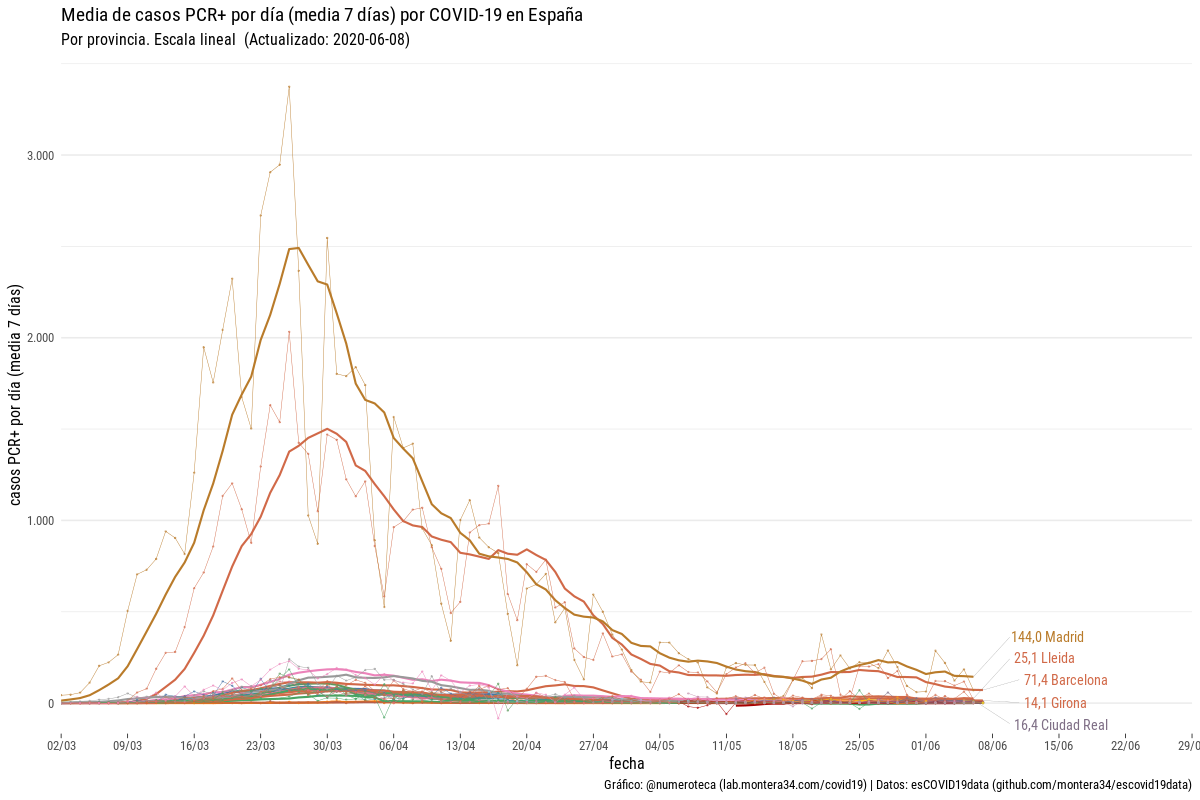 Media de casos PCR+ por día (media 7 días) por COVID-19 en España
Por provincia. Escala lineal (Actualizado: 2020-06-08)
casos PCR+ por día (media 7 días)
3.000
2.000
1.000
0
144,0 Madrid
25,1 Lleida
71,4 Barcelona
14,1 Girona
16,4 Ciudad Real
02/03 09/03 16/03 23/03 30/03 06/04 13/04 20/04 27/04 04/05 11/05 18/05 25/05 01/06 08/06 15/06 22/06 29/0
fecha
Gráfico: @numeroteca (lab.montera34.com/covid19) | Datos: esCOVID19data (github.com/montera34/escovid19data)